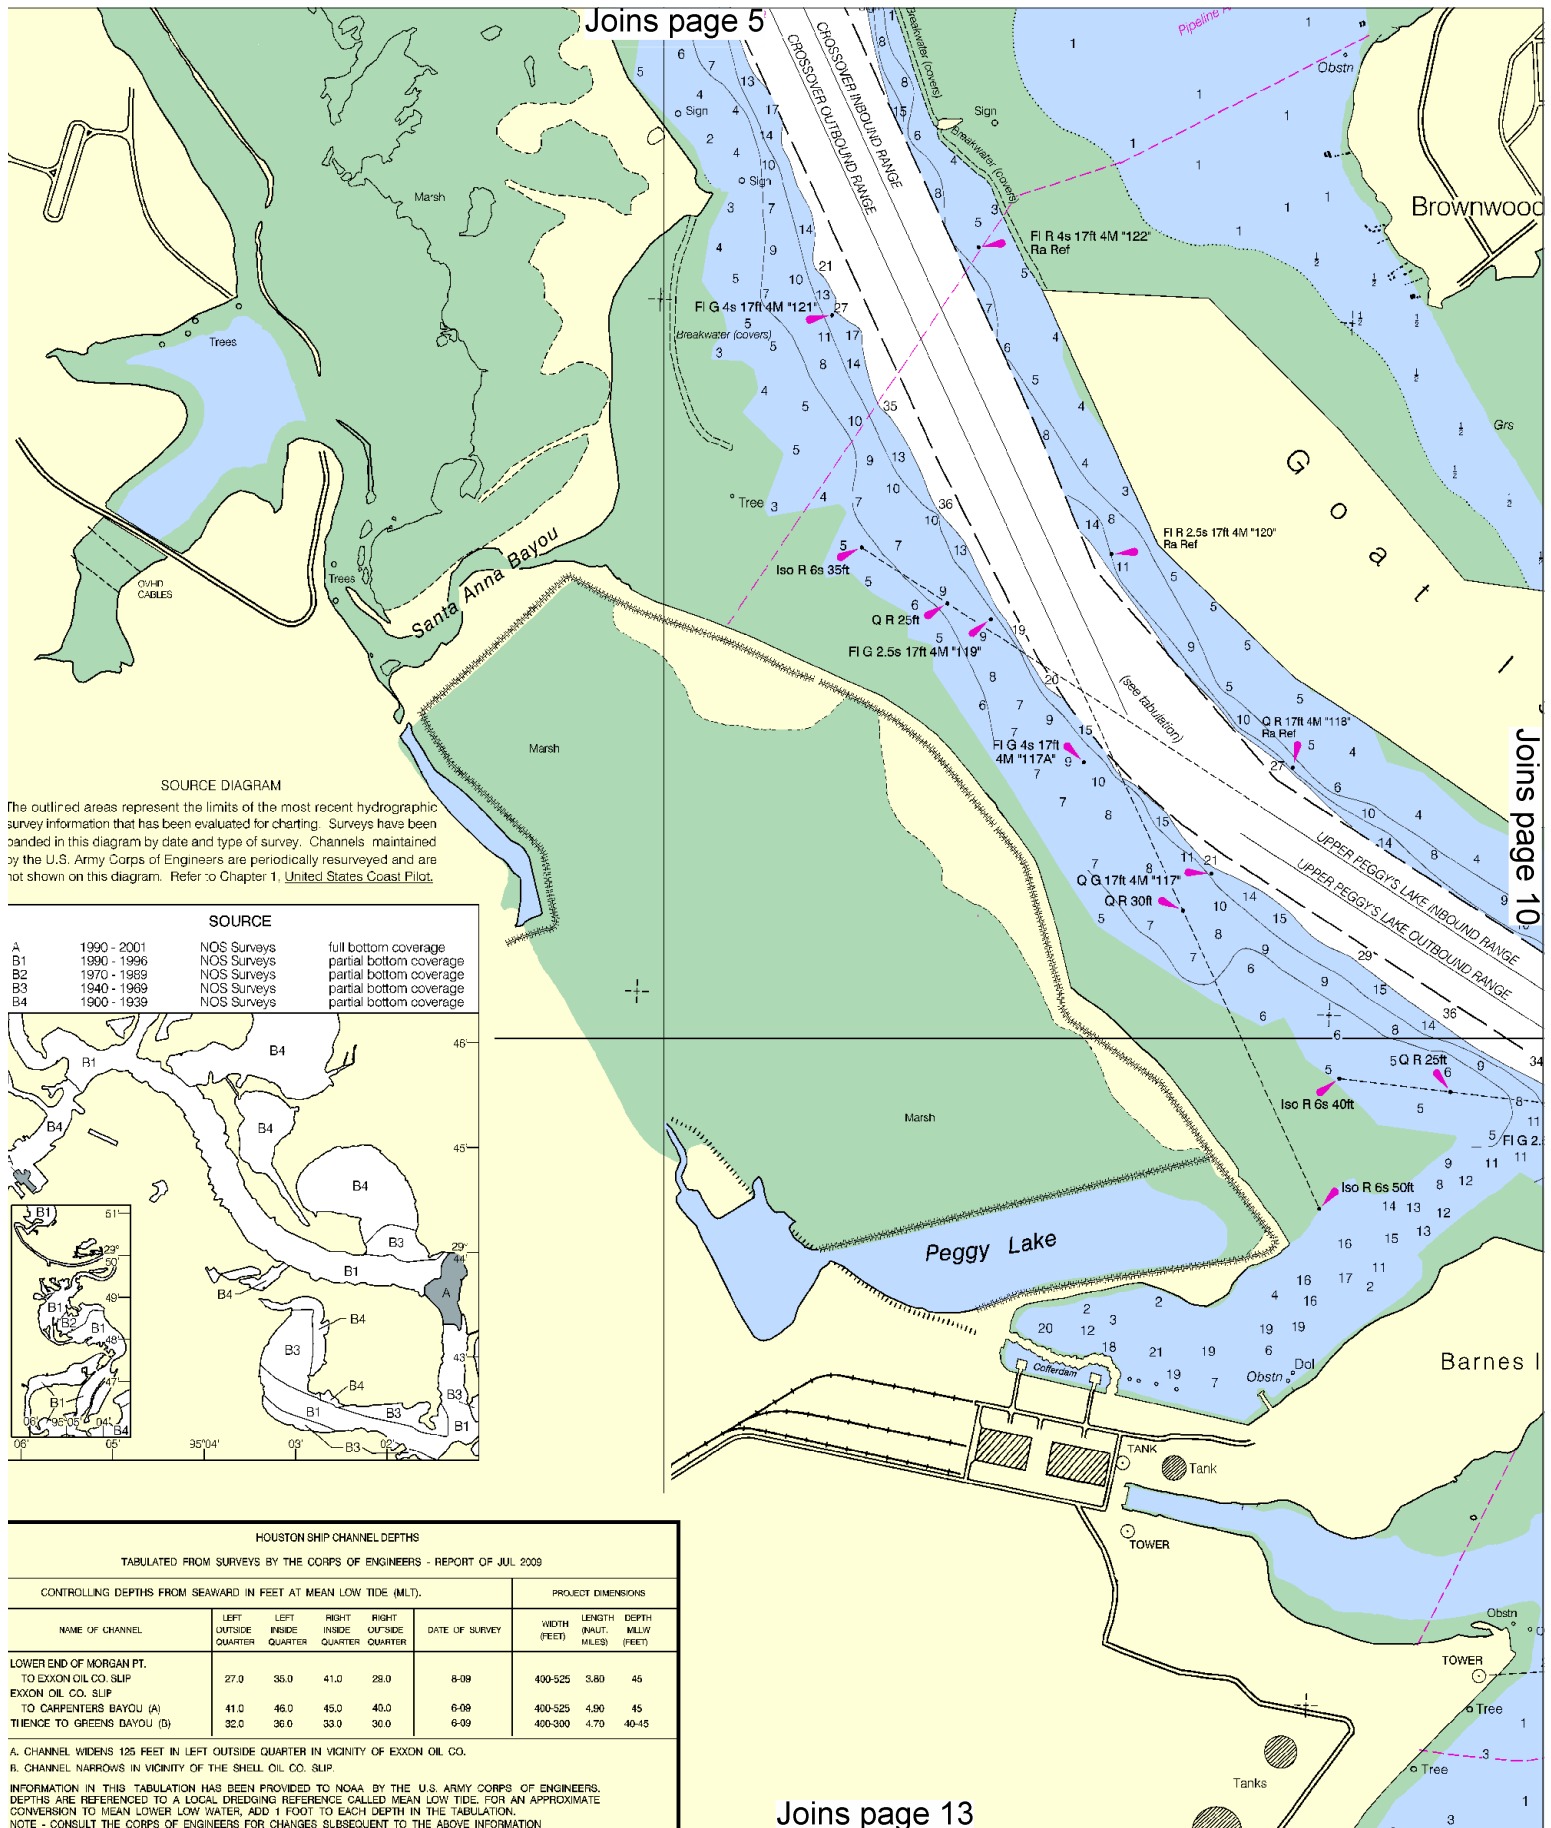 Joins page 5
CROSSOVER INBOUND RANGE
CROSSOVER OUTBOUND RANGE
Breakwater (covers)
Pipeline A
Obstn
Sign
Sign
Breakwater (covers)
Sign
Marsh
Brownwood
Fl R 4s 17ft 4M "122"
Ra Ref
Fl G 4s 17ft 4M "121"
Breakwater (covers)
Trees
Grs
G o a t I
Tree
Fl R 2.5s 17ft 4M "120"
Ra Ref
Iso R 6s 35ft
Santa Anna Bayou
Trees
OVHD
CABLES
Q R 25ft
Fl G 2.5s 17ft 4M "119"
(see tabulation)
Q R 17ft 4M "118"
Ra Ref
Fl G 4s 17ft
4M "117A"
Marsh
Joins page 10
SOURCE DIAGRAM
The outlined areas represent the limits of the most recent hydrographic
survey information that has been evaluated for charting. Surveys have been
banded in this diagram by date and type of survey. Channels maintained
by the U.S. Army Corps of Engineers are periodically resurveyed and are
not shown on this diagram. Refer to Chapter 1, United States Coast Pilot.
UPPER PEGGY'S LAKE INBOUND RANGE
UPPER PEGGY'S LAKE OUTBOUND RANGE
Q G 17ft 4M "117"
Q R 30ft
SOURCE
A 1990 - 2001 NOS Surveys full bottom coverage
B1 1990 - 1996 NOS Surveys partial bottom coverage
B2 1970 - 1989 NOS Surveys partial bottom coverage
B3 1940 - 1969 NOS Surveys partial bottom coverage
B4 1900 - 1939 NOS Surveys partial bottom coverage
Q R 25ft
Iso R 6s 40ft
Marsh
Fl G 2.
Iso R 6s 50ft
Peggy Lake
Barnes I
Cofferdam
Obstn
Dol
TANK
Tank
TOWER
Obstn
TOWER
Tree
Tree
Tanks
HOUSTON SHIP CHANNEL DEPTHS
TABULATED FROM SURVEYS BY THE CORPS OF ENGINEERS - REPORT OF JUL 2009
CONTROLLING DEPTHS FROM SEAWARD IN FEET AT MEAN LOW TIDE (MLT). PROJECT DIMENSIONS
NAME OF CHANNEL LEFT OUTSIDE QUARTER LEFT INSIDE QUARTER RIGHT INSIDE QUARTER RIGHT OUTSIDE QUARTER DATE OF SURVEY WIDTH (FEET) LENGTH (NAUT. MILES) DEPTH MLLW (FEET)
LOWER END OF MORGAN PT.
TO EXXON OIL CO. SLIP 27.0 35.0 41.0 29.0 8-09 400-525 3.80 45
EXXON OIL CO. SLIP
TO CARPENTERS BAYOU (A) 41.0 46.0 45.0 40.0 6-09 400-525 4.90 45
THENCE TO GREENS BAYOU (B) 32.0 36.0 33.0 30.0 6-09 400-300 4.70 40-45
A. CHANNEL WIDENS 125 FEET IN LEFT OUTSIDE QUARTER IN VICINITY OF EXXON OIL CO.
B. CHANNEL NARROWS IN VICINITY OF THE SHELL OIL CO. SLIP.
INFORMATION IN THIS TABULATION HAS BEEN PROVIDED TO NOAA BY THE U.S. ARMY CORPS OF ENGINEERS.
DEPTHS ARE REFERENCED TO A LOCAL DREDGING REFERENCE CALLED MEAN LOW TIDE. FOR AN APPROXIMATE
CONVERSION TO MEAN LOWER LOW WATER, ADD 1 FOOT TO EACH DEPTH IN THE TABULATION.
NOTE - CONSULT THE CORPS OF ENGINEERS FOR CHANGES SUBSEQUENT TO THE ABOVE INFORMATION
Joins page 13